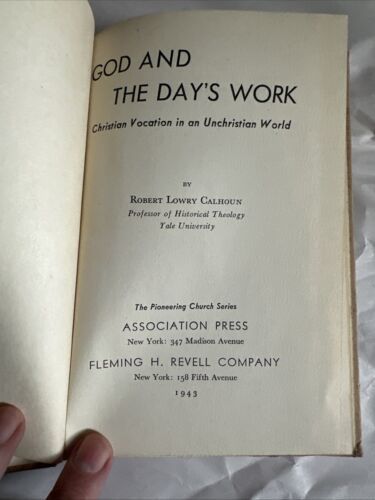 GOD AND
THE DAY'S WORK
Christian Vocation in an Unchristian World
BY
ROBERT LOWRY CALHOUN
Professor of Historical Theology
Yale University
The Pioneering Church Series
ASSOCIATION PRESS
New York: 347 Madison Avenue
FLEMING H. REVELL COMPANY
New York: 158 Fifth Avenue
1943